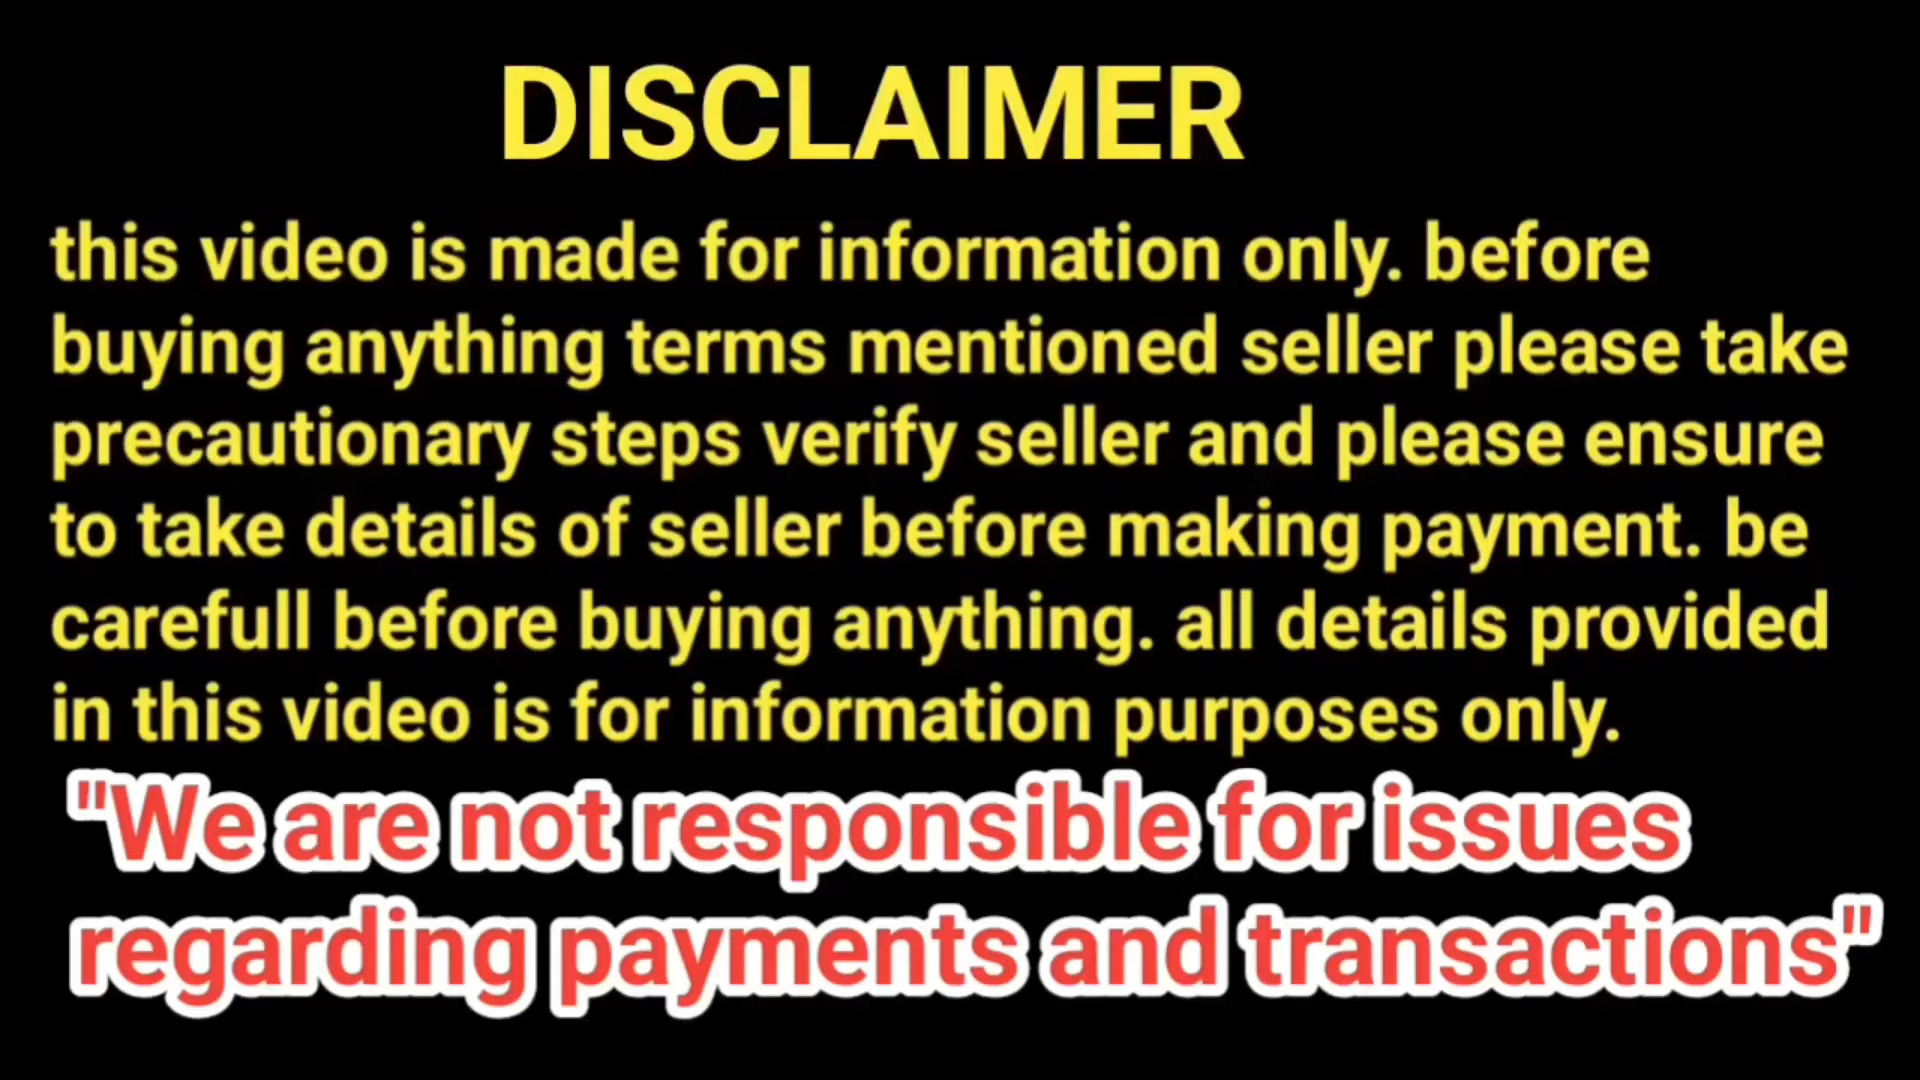 DISCLAIMER
this video is made for information only. before
buying anything terms mentioned seller please take
precautionary steps verify seller and please ensure
to take details of seller before making payment. be
carefull before buying anything. all details provided
in this video is for information purposes only.
"We are not responsible for issues
regarding payments and transactions"